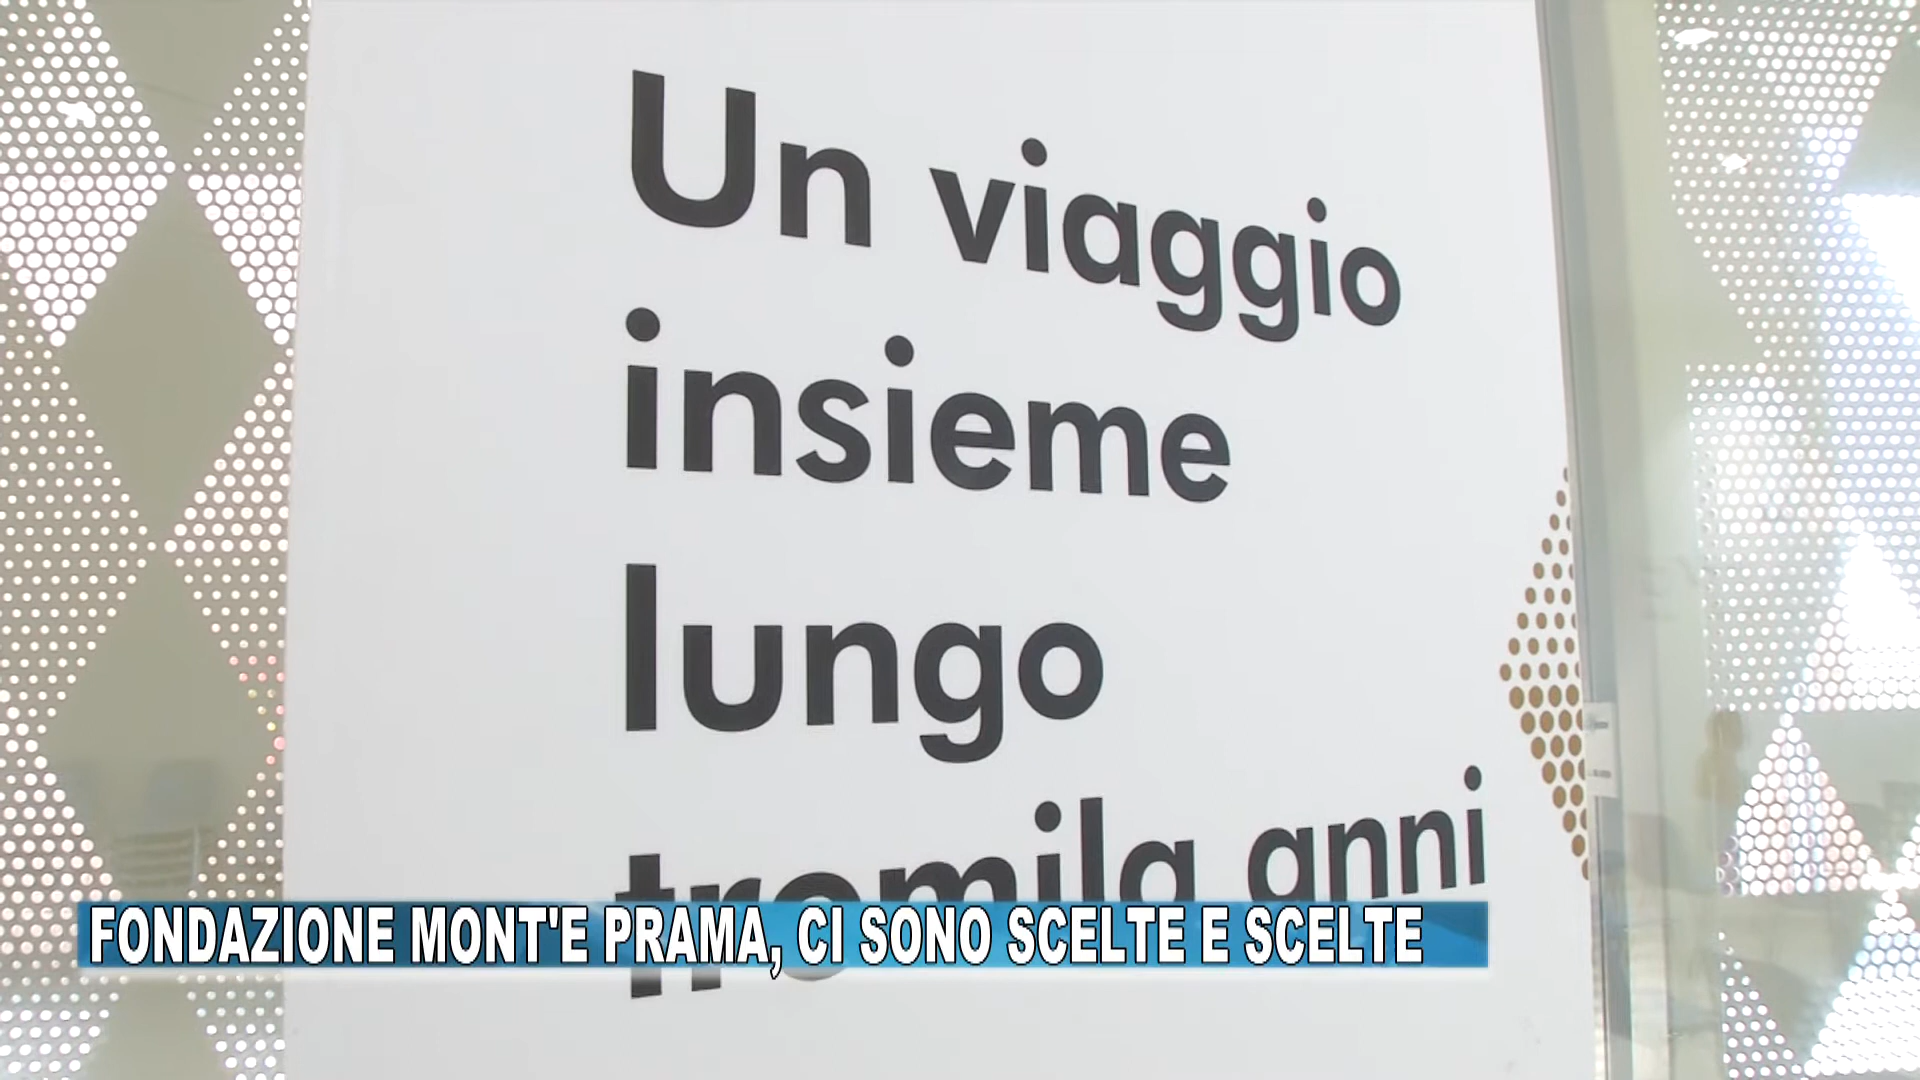 Un viaggio
insieme
lungo
tremila anni
FONDAZIONE MONT'E PRAMA, CI SONO SCELTE E SCELTE